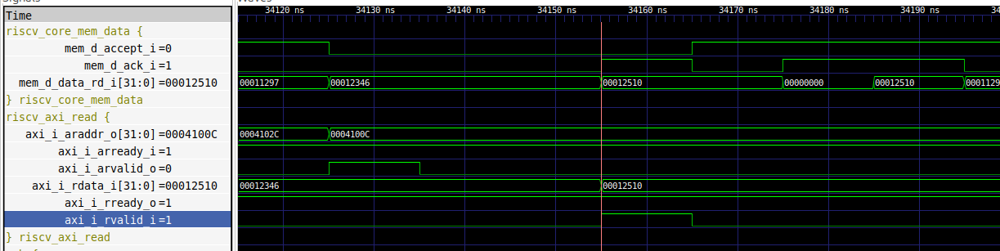 Signals
Waves
Time
34120 ns 34130 ns 34140 ns 34150 ns 34160 ns 34170 ns 34180 ns 34190 ns 34
riscv_core_mem_data {
mem_d_accept_i=0
mem_d_ack_i=1
mem_d_data_rd_i[31:0]=00012510 00011297 00012346 00012510 00000000 00012510 0001129
} riscv_core_mem_data
riscv_axi_read {
axi_i_araddr_o[31:0]=0004100C 0004102C 0004100C
axi_i_arready_i=1
axi_i_arvalid_o=0
axi_i_rdata_i[31:0]=00012510 00012346 00012510
axi_i_rready_o=1
axi_i_rvalid_i=1
} riscv_axi_read